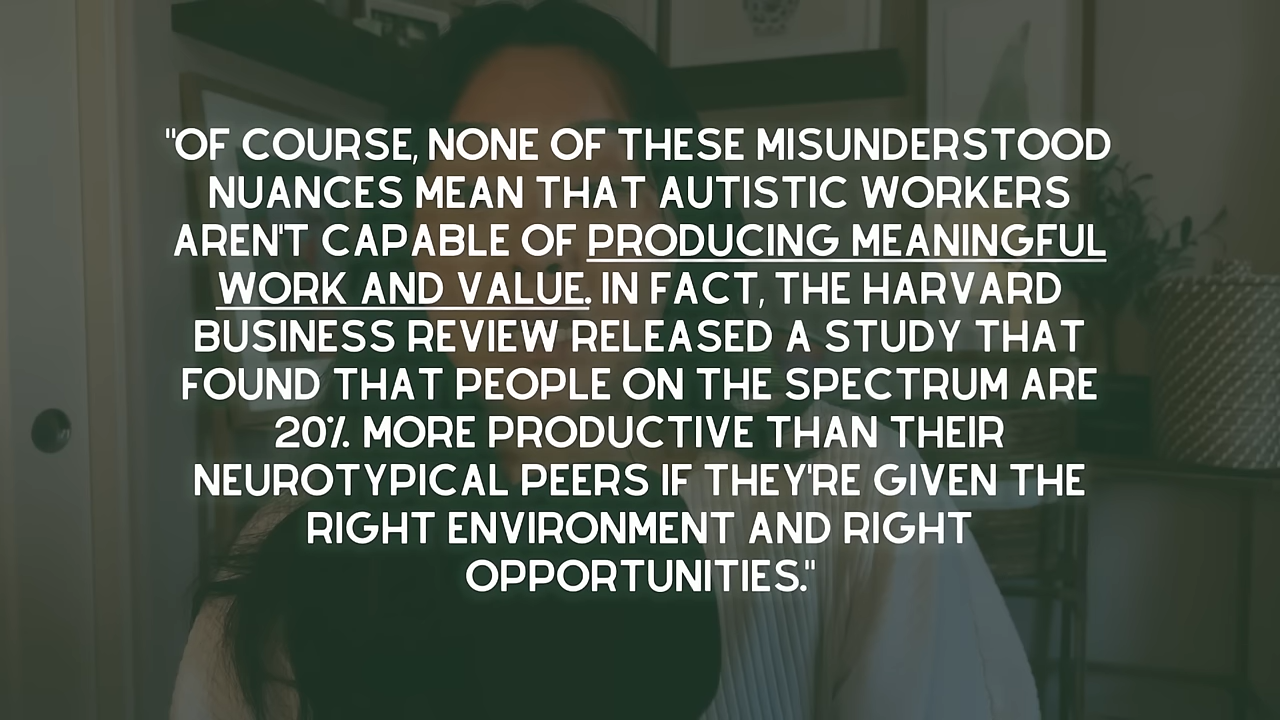 "OF COURSE, NONE OF THESE MISUNDERSTOOD
NUANCES MEAN THAT AUTISTIC WORKERS
AREN'T CAPABLE OF PRODUCING MEANINGFUL
WORK AND VALUE. IN FACT, THE HARVARD
BUSINESS REVIEW RELEASED A STUDY THAT
FOUND THAT PEOPLE ON THE SPECTRUM ARE
20% MORE PRODUCTIVE THAN THEIR
NEUROTYPICAL PEERS IF THEY'RE GIVEN THE
RIGHT ENVIRONMENT AND RIGHT
OPPORTUNITIES."